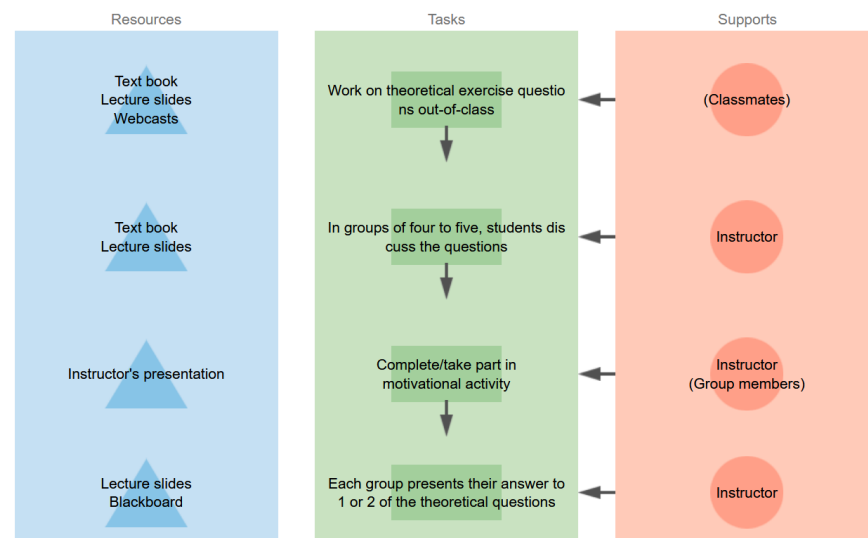 Resources
Tasks
Supports
Text book
Lecture slides
Webcasts
Work on theoretical exercise questio
ns out-of-class
(Classmates)
Text book
Lecture slides
In groups of four to five, students dis
cuss the questions
Instructor
Instructor's presentation
Complete/take part in
motivational activity
Instructor
(Group members)
Lecture slides
Blackboard
Each group presents their answer to
1 or 2 of the theoretical questions
Instructor